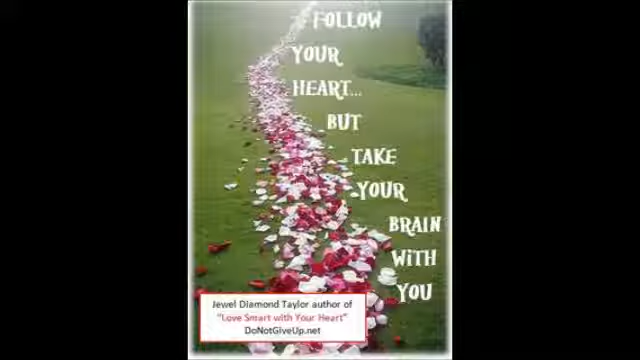 FOLLOW
YOUR
HEART...
BUT
TAKE
YOUR
BRAIN
WiTH
YOU
Jewel Diamond Taylor author of
"Love Smart with Your Heart"
DoNotGiveUp.net